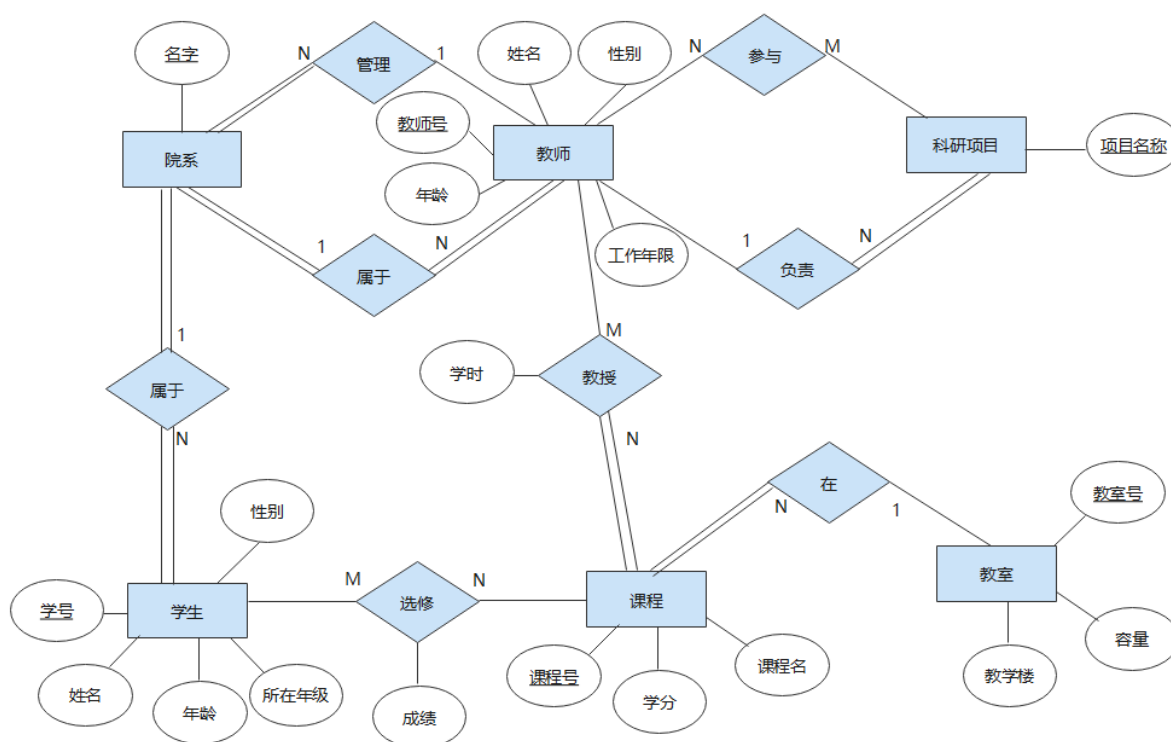 名字
N
管理
1
姓名
性别
N
参与
M
教师号
院系
教师
科研项目
项目名称
年龄
1
N
属于
工作年限
1
N
负责
1
M
属于
学时
教授
N
N
性别
在
N
1
教室号
学号
学生
M
选修
N
课程
教室
姓名
年龄
所在年级
成绩
课程号
学分
课程名
教学楼
容量